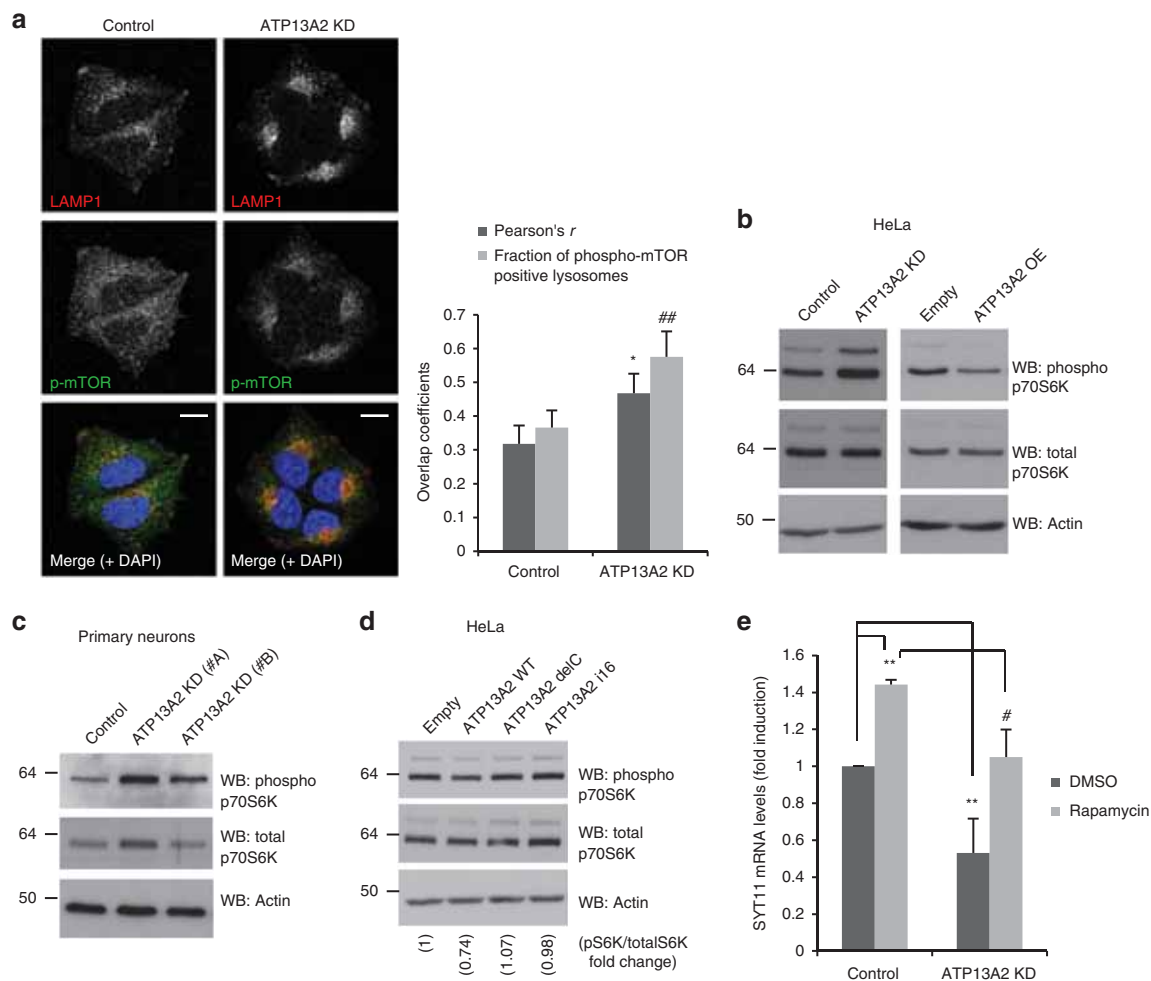 a
Control
ATP13A2 KD
LAMP1
LAMP1
p-mTOR
p-mTOR
Merge (+ DAPI)
Merge (+ DAPI)
Pearson's r
Fraction of phospho-mTOR
positive lysosomes
Overlap coefficients
0.7
0.6
0.5
0.4
0.3
0.2
0.1
0
*
##
Control
ATP13A2 KD
b
HeLa
Control
ATP13A2 KD
Empty
ATP13A2 OE
64
WB: phospho
p70S6K
64
WB: total
p70S6K
50
WB: Actin
c
Primary neurons
Control
ATP13A2 KD (#A)
ATP13A2 KD (#B)
64
WB: phospho
p70S6K
64
WB: total
p70S6K
50
WB: Actin
d
HeLa
Empty
ATP13A2 WT
ATP13A2 delC
ATP13A2 i16
64
WB: phospho
p70S6K
64
WB: total
p70S6K
50
WB: Actin
(1)
(0.74)
(1.07)
(0.98)
(pS6K/totalS6K
fold change)
e
SYT11 mRNA levels (fold induction)
1.6
1.4
1.2
1
0.8
0.6
0.4
0.2
0
**
**
#
DMSO
Rapamycin
Control
ATP13A2 KD